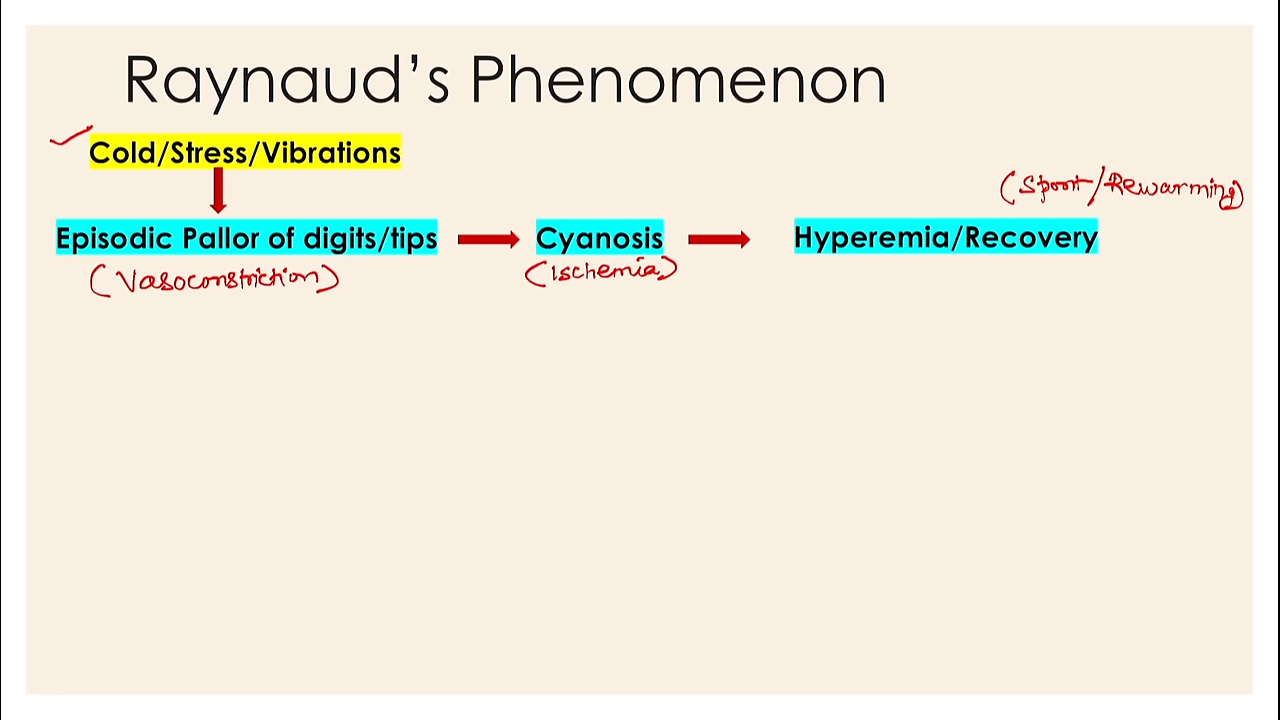 Raynaud's Phenomenon
Cold/Stress/Vibrations
(Spont/Rewarming)
Episodic Pallor of digits/tips Cyanosis Hyperemia/Recovery
(Vasoconstriction) (Ischemia)